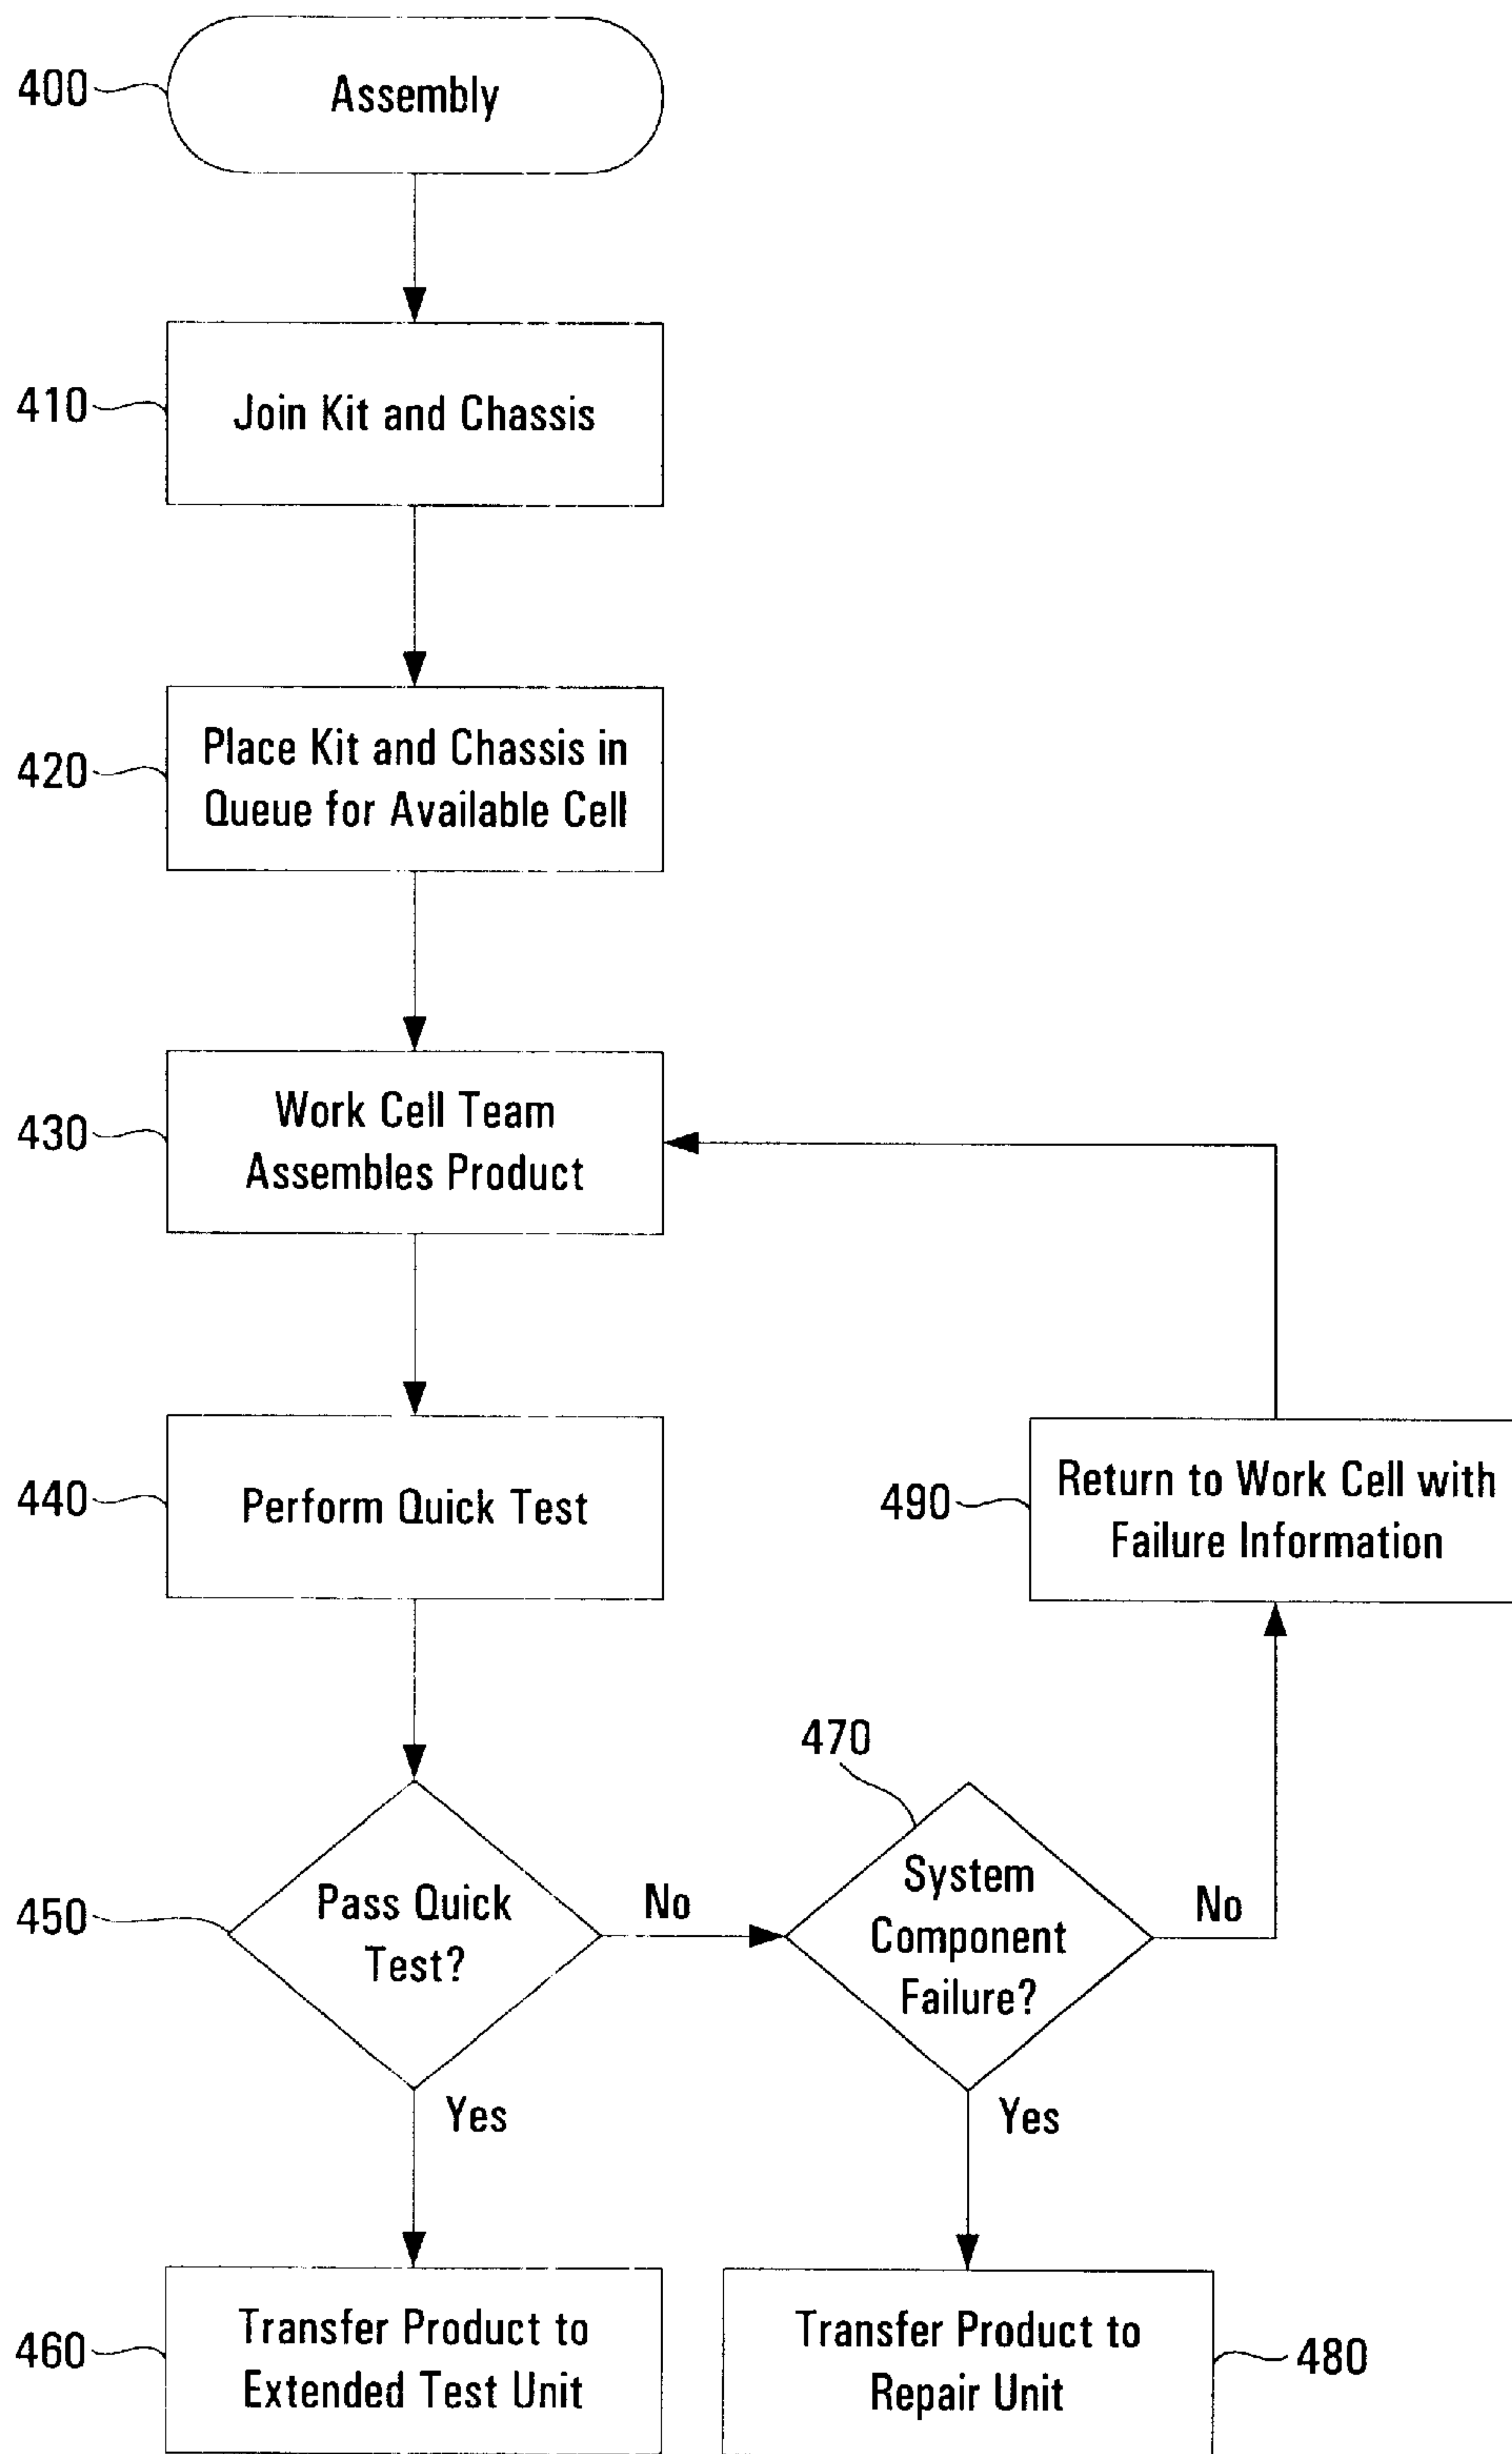 400
Assembly
410
Join Kit and Chassis
420
Place Kit and Chassis in
Queue for Available Cell
430
Work Cell Team
Assembles Product
440
Perform Quick Test
490
Return to Work Cell with
Failure Information
450
Pass Quick
Test?
No
470
System
Component
Failure?
No
Yes
Yes
460
Transfer Product to
Extended Test Unit
Transfer Product to
Repair Unit
480